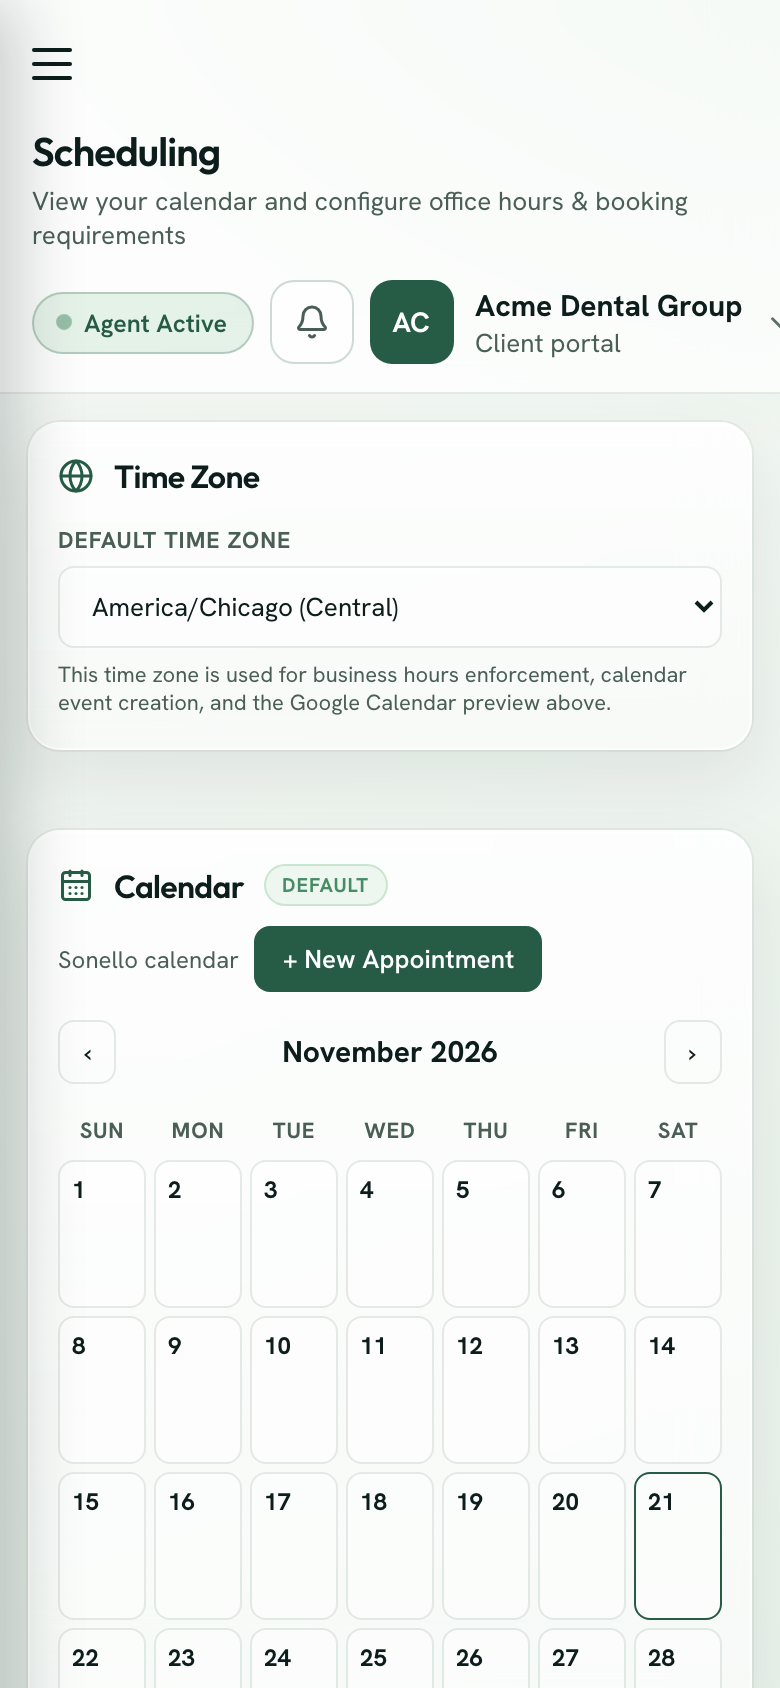 Scheduling
View your calendar and configure office hours & booking
requirements
Agent Active
AC
Acme Dental Group
Client portal
Time Zone
DEFAULT TIME ZONE
America/Chicago (Central)
This time zone is used for business hours enforcement, calendar
event creation, and the Google Calendar preview above.
Calendar DEFAULT
Sonello calendar + New Appointment
‹ November 2026 ›
SUN MON TUE WED THU FRI SAT
1 2 3 4 5 6 7
8 9 10 11 12 13 14
15 16 17 18 19 20 21
22 23 24 25 26 27 28